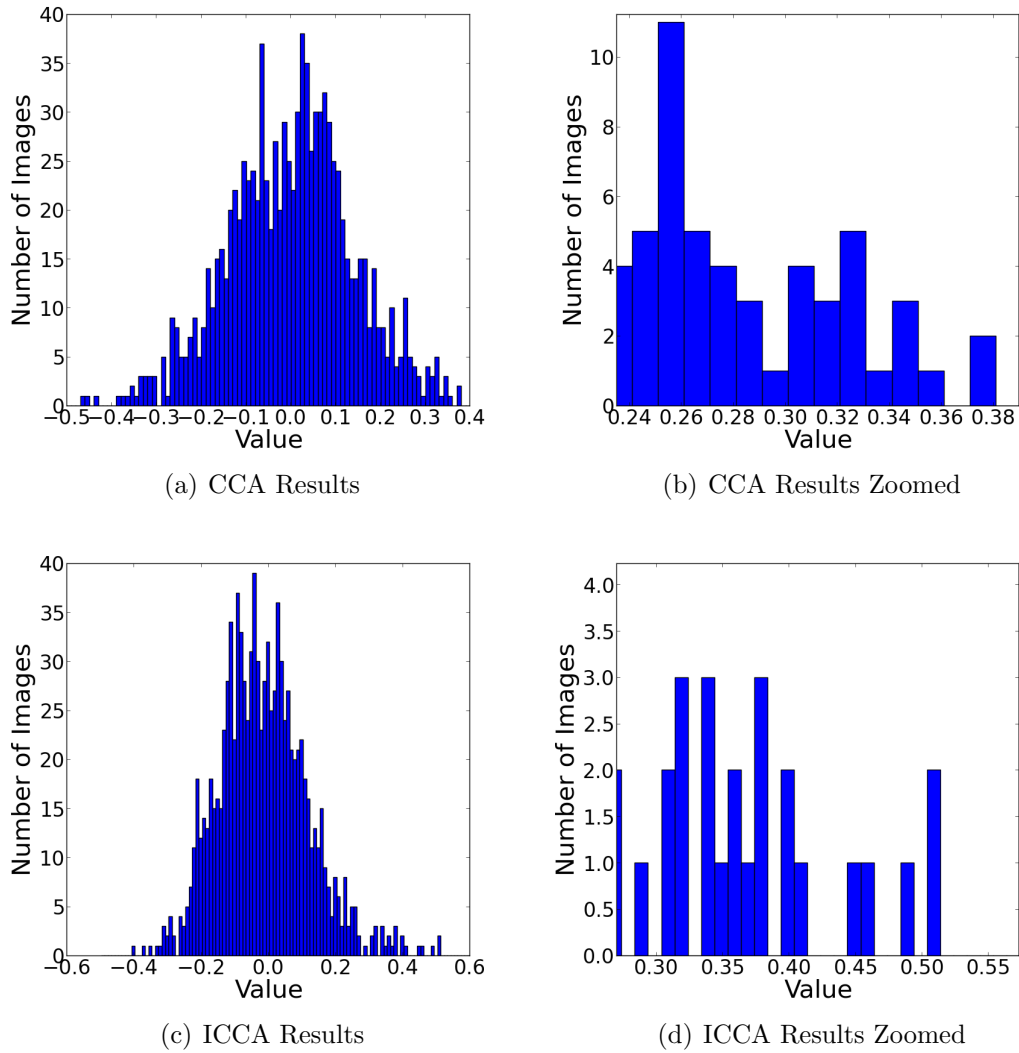 40
35
30
25
20
15
10
5
0
Number of Images
−0.5 −0.4 −0.3 −0.2 −0.1 0.0 0.1 0.2 0.3 0.4
Value
(a) CCA Results
10
8
6
4
2
0
Number of Images
0.24 0.26 0.28 0.30 0.32 0.34 0.36 0.38
Value
(b) CCA Results Zoomed
40
35
30
25
20
15
10
5
0
Number of Images
−0.6 −0.4 −0.2 0.0 0.2 0.4 0.6
Value
(c) ICCA Results
4.0
3.5
3.0
2.5
2.0
1.5
1.0
0.5
0.0
Number of Images
0.30 0.35 0.40 0.45 0.50 0.55
Value
(d) ICCA Results Zoomed